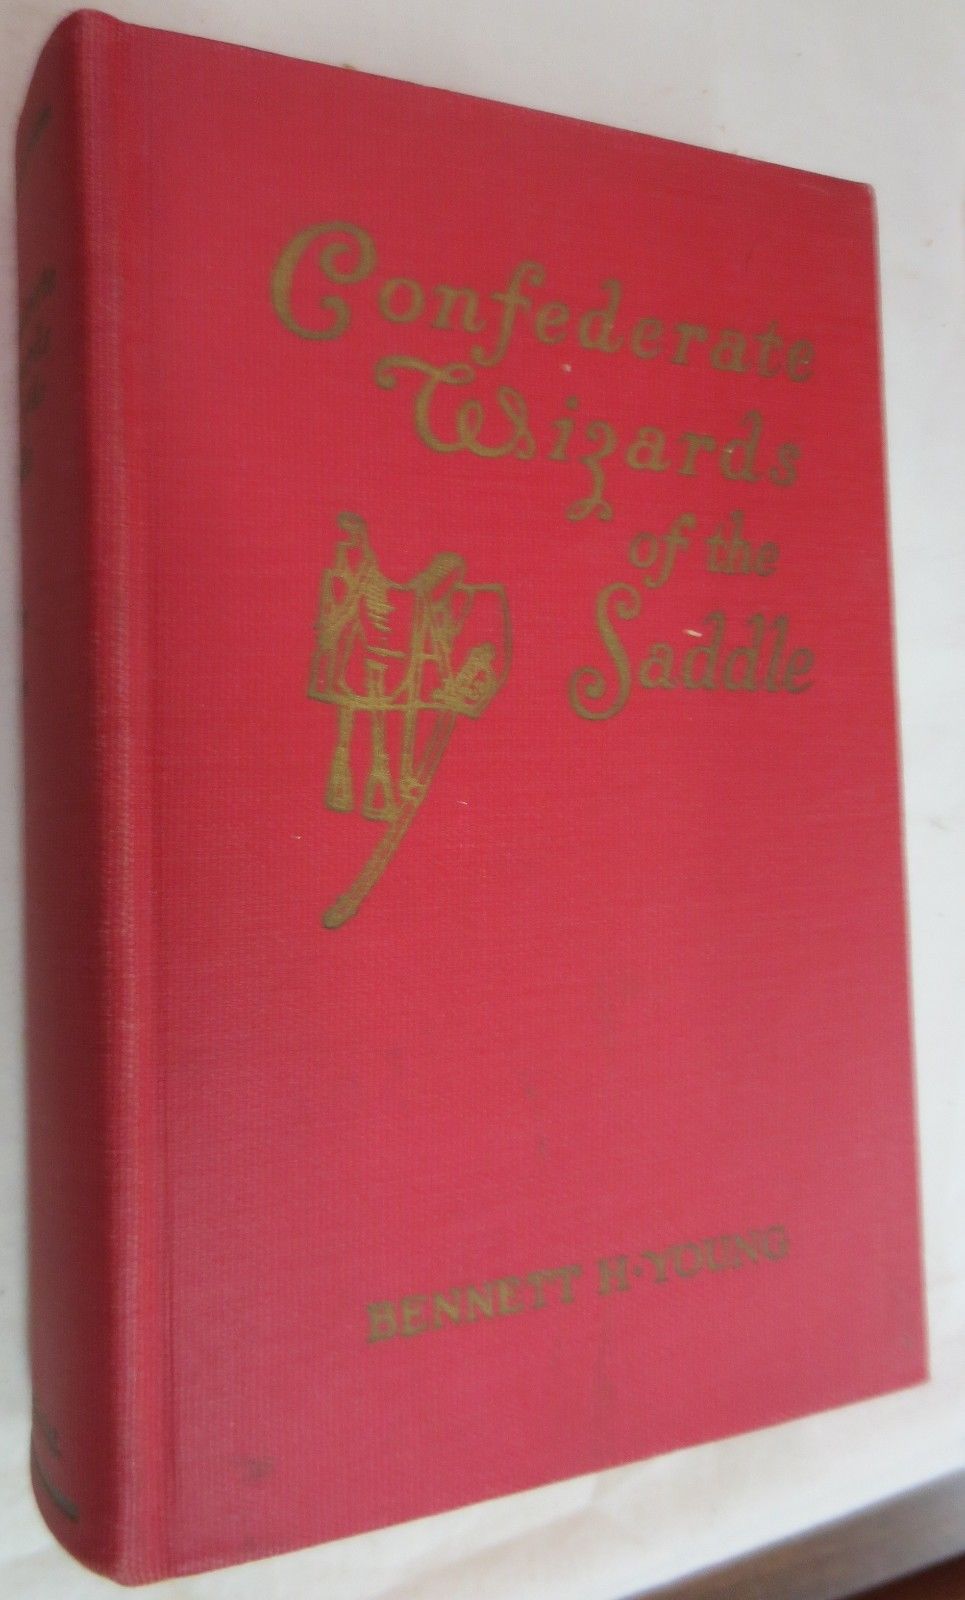 Confederate
Wizards
of the
Saddle
BENNETT H·YOUNG